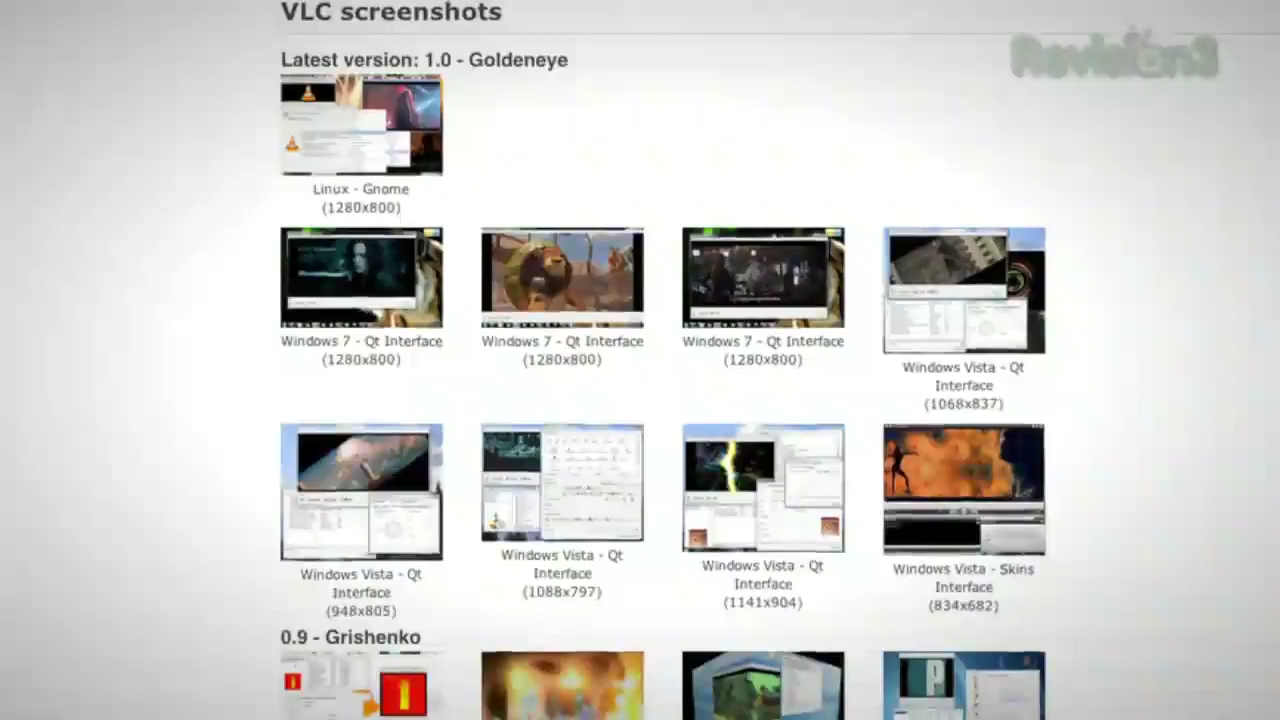 VLC screenshots
Revision3
Latest version: 1.0 - Goldeneye
Linux - Gnome
(1280x800)
Windows 7 - Qt Interface
(1280x800)
Windows 7 - Qt Interface
(1280x800)
Windows 7 - Qt Interface
(1280x800)
Windows Vista - Qt
Interface
(1068x837)
Windows Vista - Qt
Interface
(948x805)
Windows Vista - Qt
Interface
(1088x797)
Windows Vista - Qt
Interface
(1141x904)
Windows Vista - Skins
Interface
(834x682)
0.9 - Grishenko